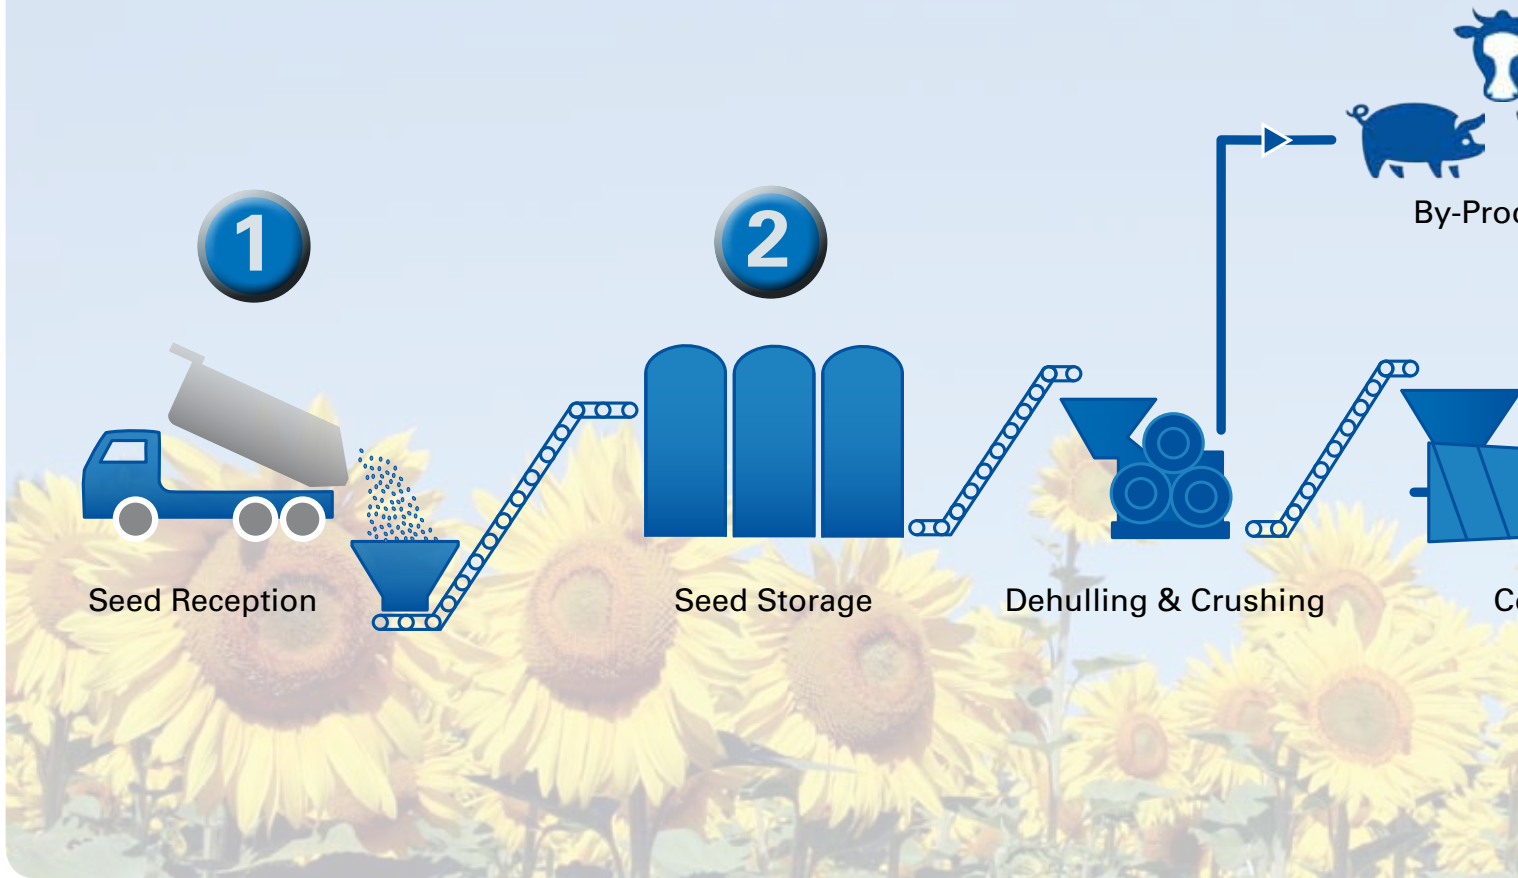 1
2
By-Prod
Seed Reception
Seed Storage
Dehulling & Crushing